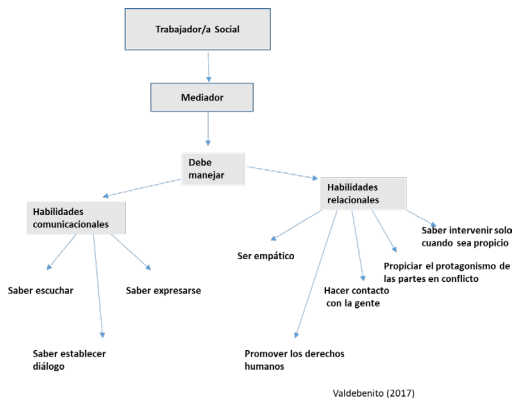 Trabajador/a Social
Mediador
Debe
manejar
Habilidades
comunicacionales
Habilidades
relacionales
Saber escuchar
Saber expresarse
Saber establecer
diálogo
Ser empático
Promover los derechos
humanos
Hacer contacto
con la gente
Propiciar el protagonismo de
las partes en conflicto
Saber intervenir solo
cuando sea propicio
Valdebenito (2017)